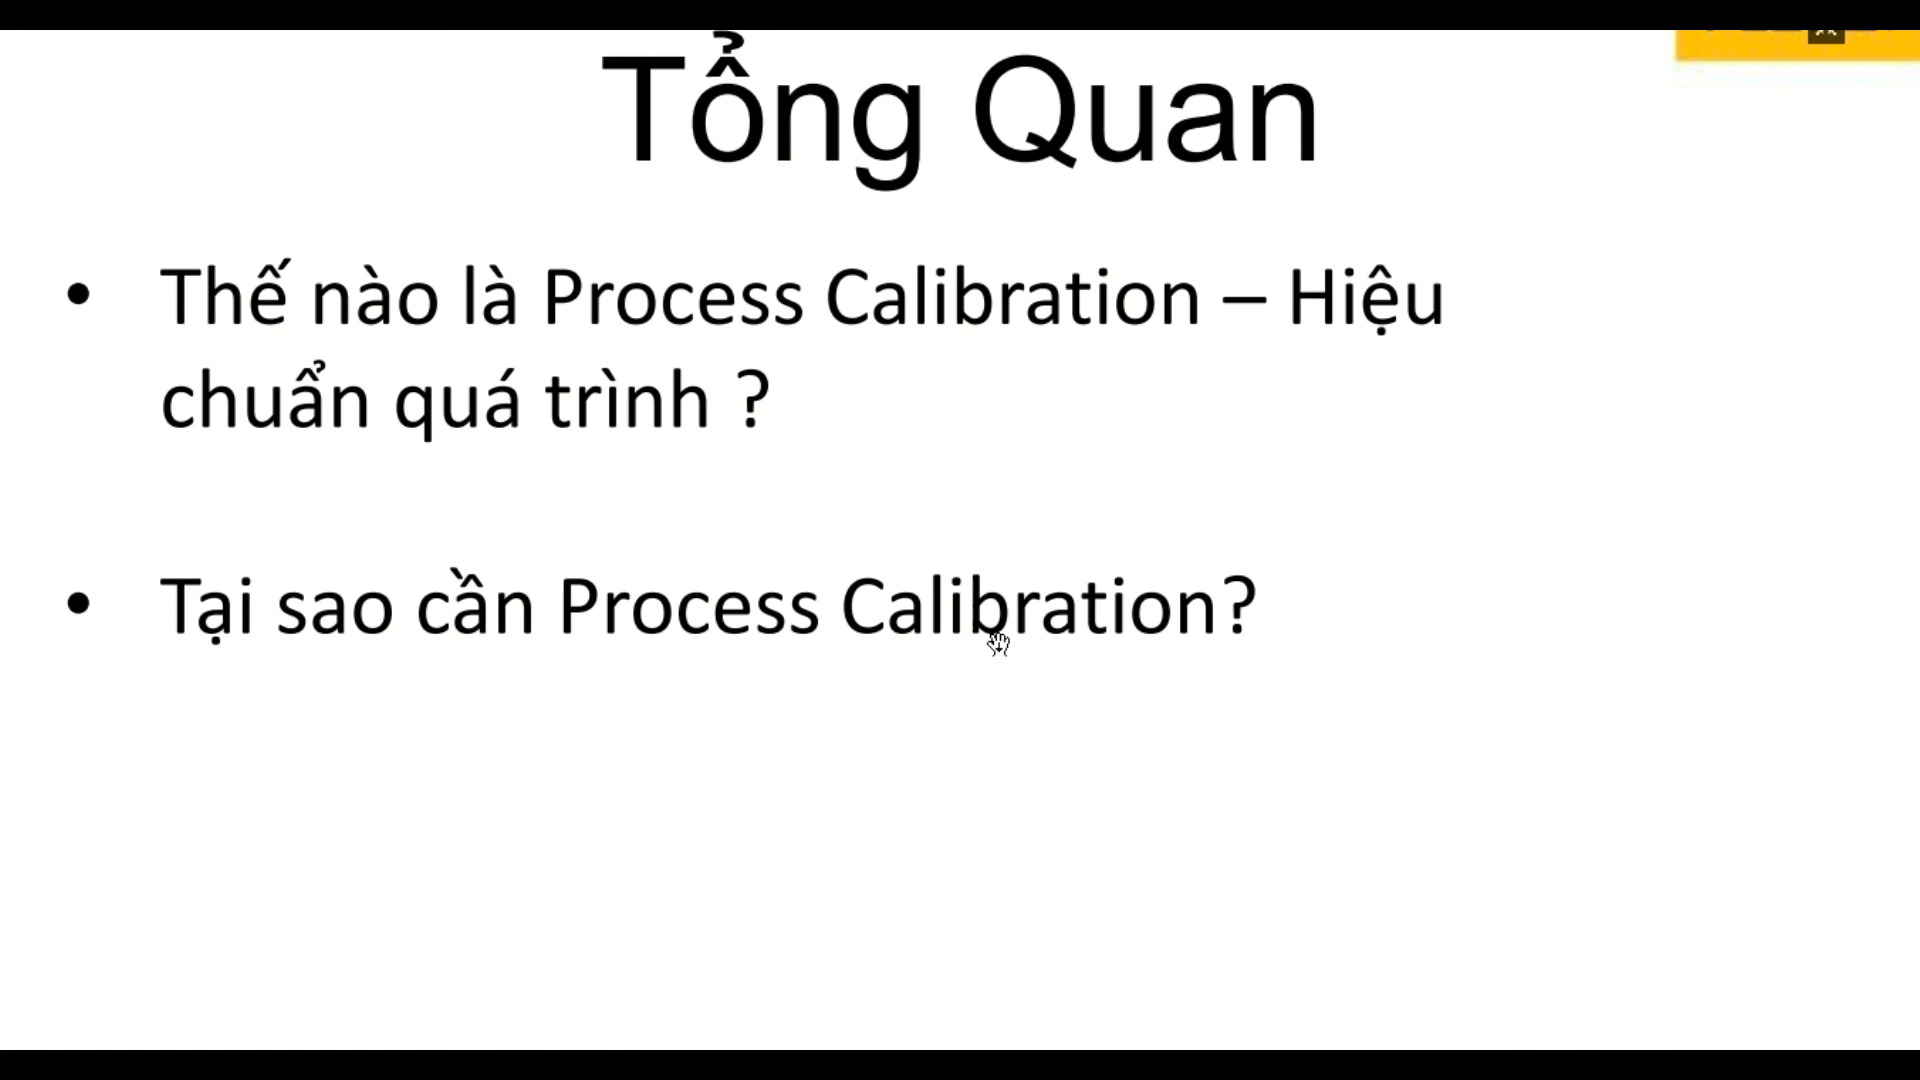 Tổng Quan
• Thế nào là Process Calibration – Hiệu
chuẩn quá trình ?
• Tại sao cần Process Calibration?